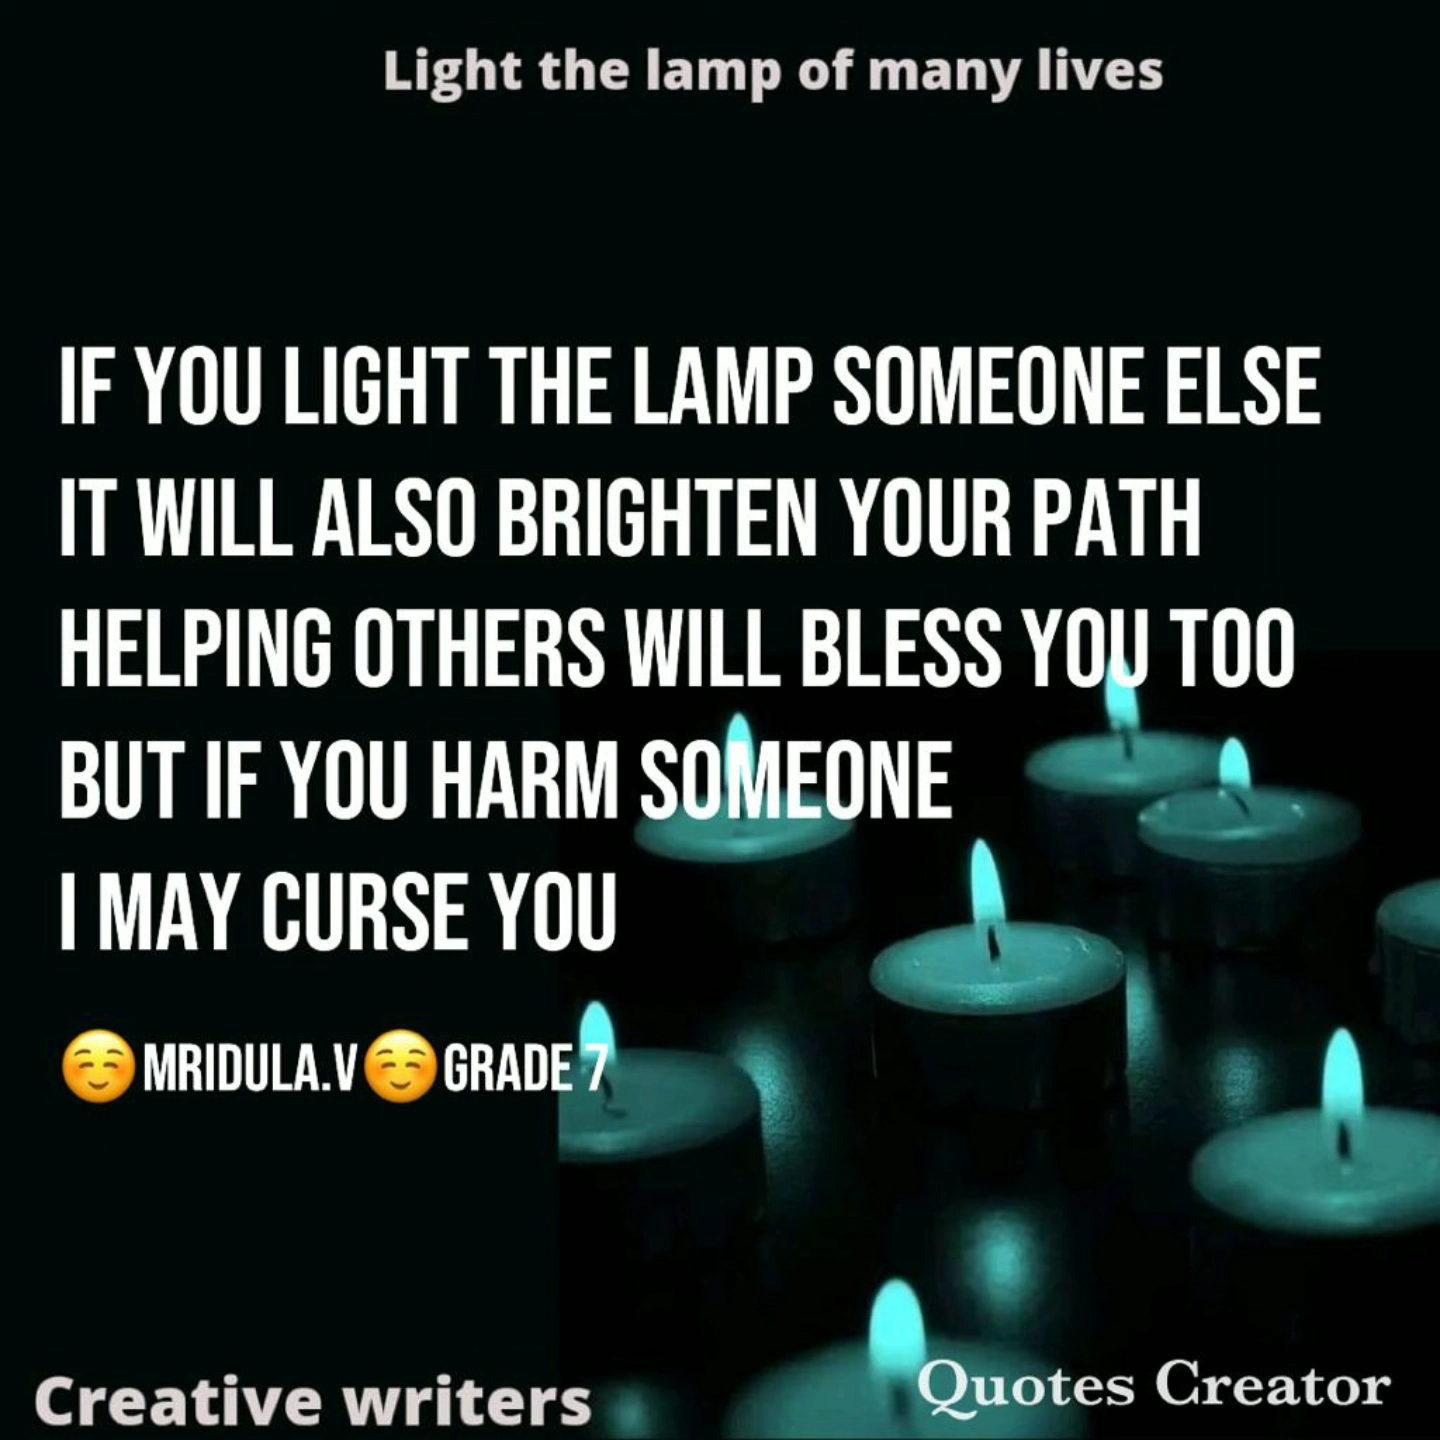 Light the lamp of many lives
IF YOU LIGHT THE LAMP SOMEONE ELSE
IT WILL ALSO BRIGHTEN YOUR PATH
HELPING OTHERS WILL BLESS YOU TOO
BUT IF YOU HARM SOMEONE
I MAY CURSE YOU
☺️MRIDULA.V☺️GRADE 7
Creative writers
Quotes Creator